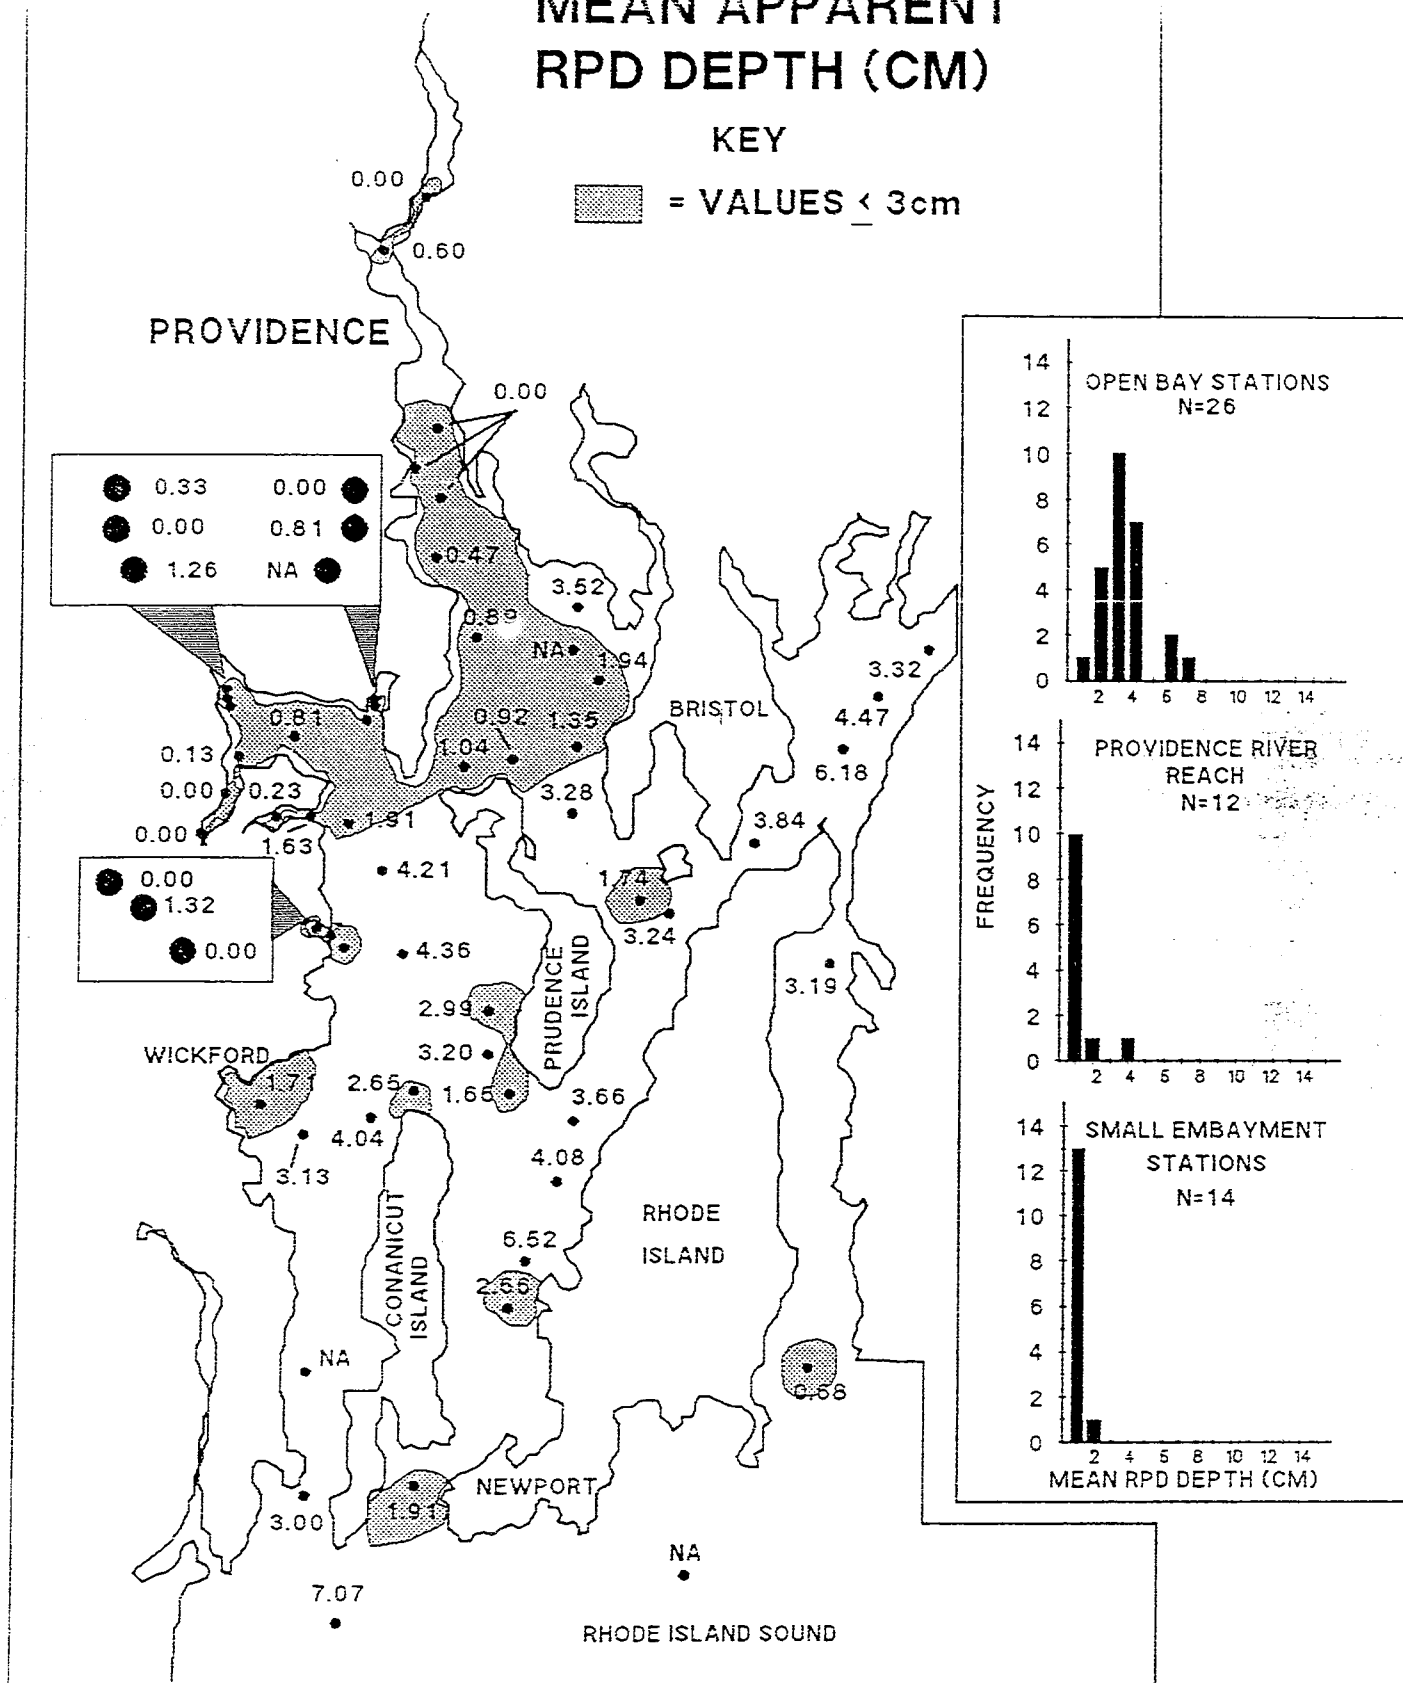 MEAN APPARENT
RPD DEPTH (CM)
KEY
= VALUES ≤ 3cm
0.00
0.60
PROVIDENCE
0.00
0.33 0.00
0.00 0.81
1.26 NA
0.47
3.52
0.89
NA
1.94
3.32
BRISTOL
4.47
0.81
0.92 1.35
1.04
0.13
6.18
0.00 0.23
3.28
1.91
3.84
0.00
1.63
4.21
1.74
0.00
1.32
0.00
3.24
4.36
PRUDENCE
ISLAND
3.19
2.99
3.20
WICKFORD
1.71
2.65
1.65
3.66
4.04
4.08
3.13
CONANICUT
ISLAND
RHODE
ISLAND
6.52
2.66
NA
0.68
NEWPORT
1.91
3.00
NA
7.07
RHODE ISLAND SOUND
OPEN BAY STATIONS
N=26
14
12
10
8
6
4
2
0
2 4 6 8 10 12 14
PROVIDENCE RIVER
REACH
N=12
14
12
10
8
6
4
2
0
2 4 6 8 10 12 14
FREQUENCY
SMALL EMBAYMENT
STATIONS
N=14
14
12
10
8
6
4
2
0
2 4 6 8 10 12 14
MEAN RPD DEPTH (CM)